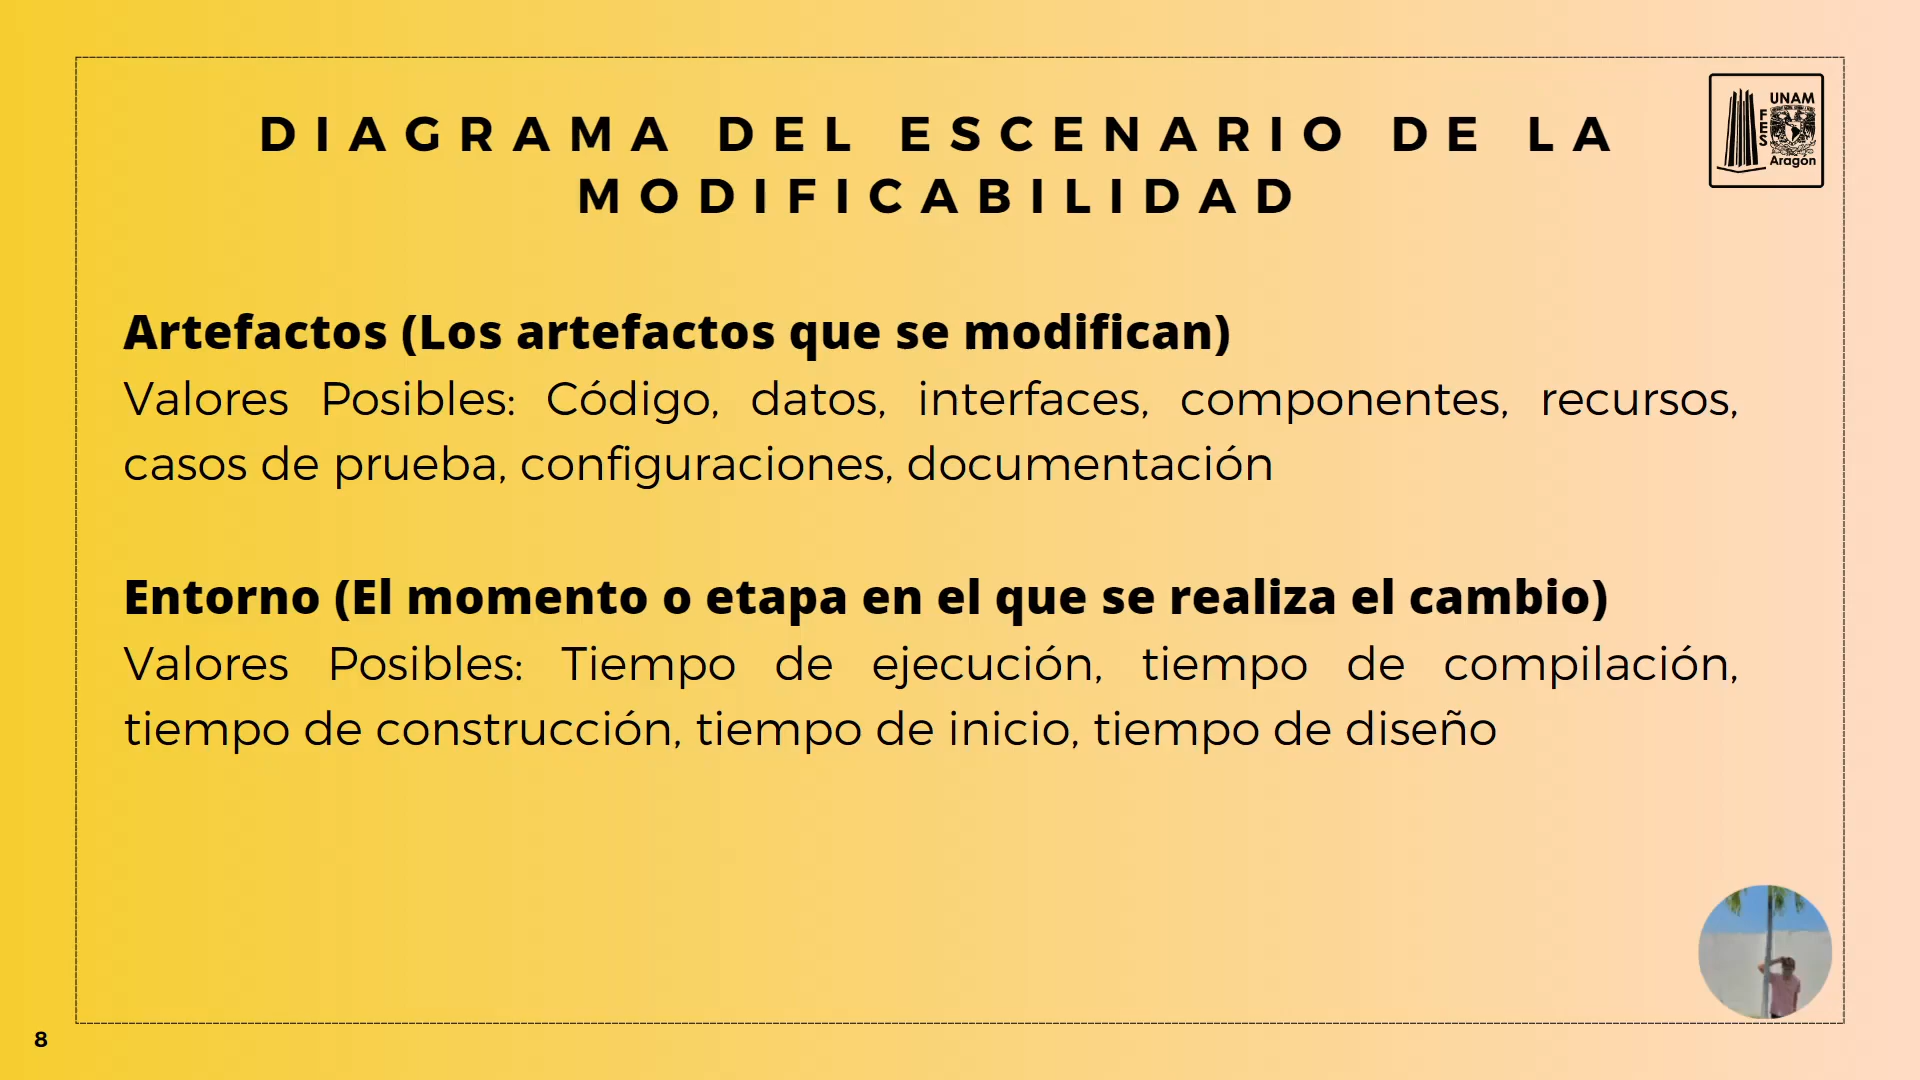 DIAGRAMA DEL ESCENARIO DE LA
MODIFICABILIDAD
UNAM
FES
Aragón
Artefactos (Los artefactos que se modifican)
Valores Posibles: Código, datos, interfaces, componentes, recursos,
casos de prueba, configuraciones, documentación
Entorno (El momento o etapa en el que se realiza el cambio)
Valores Posibles: Tiempo de ejecución, tiempo de compilación,
tiempo de construcción, tiempo de inicio, tiempo de diseño
8